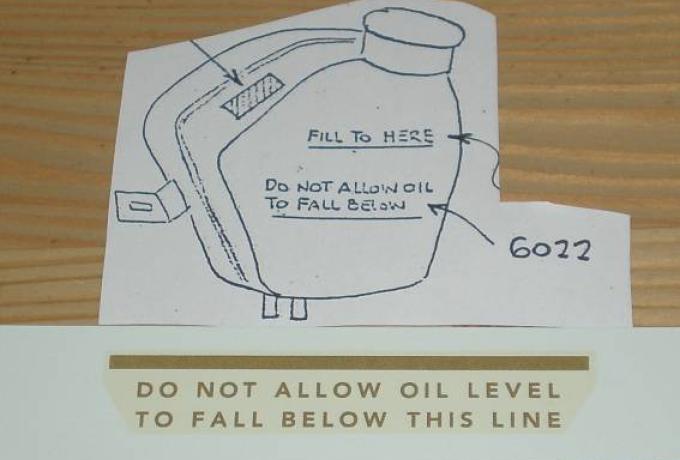 FILL TO HERE
DO NOT ALLOW OIL
TO FALL BELOW
6022
DO NOT ALLOW OIL LEVEL
TO FALL BELOW THIS LINE